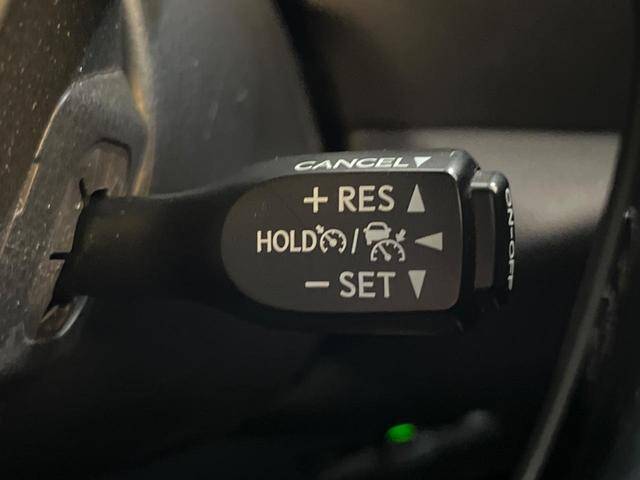 CANCEL▼
+ RES ▲
HOLD / ◀
− SET ▼
ON-OFF